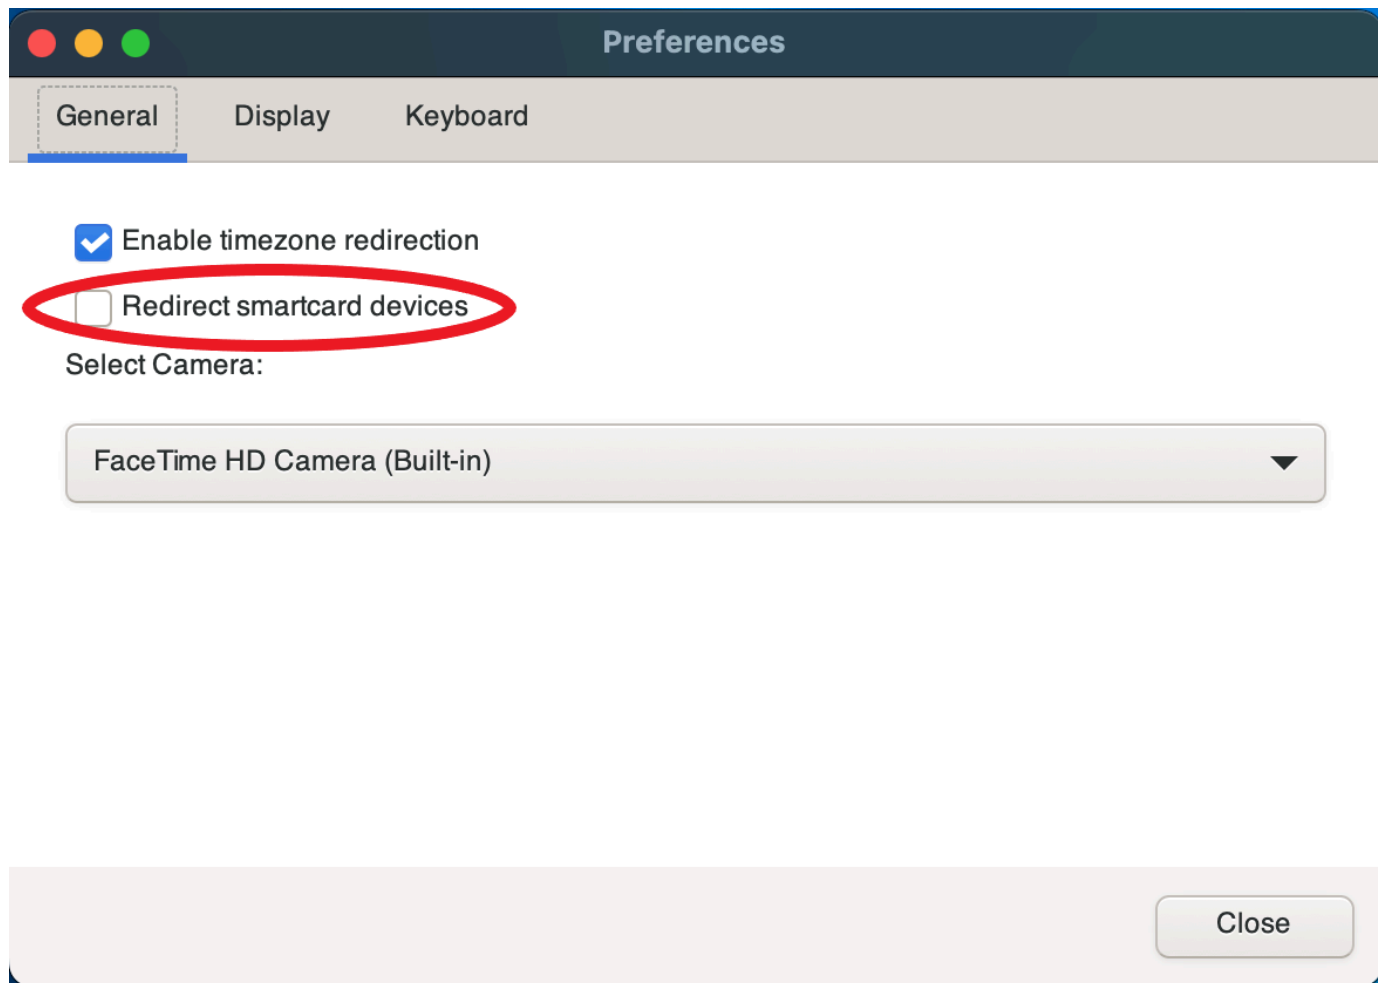 Preferences
General Display Keyboard
Enable timezone redirection
Redirect smartcard devices
Select Camera:
FaceTime HD Camera (Built-in)
Close